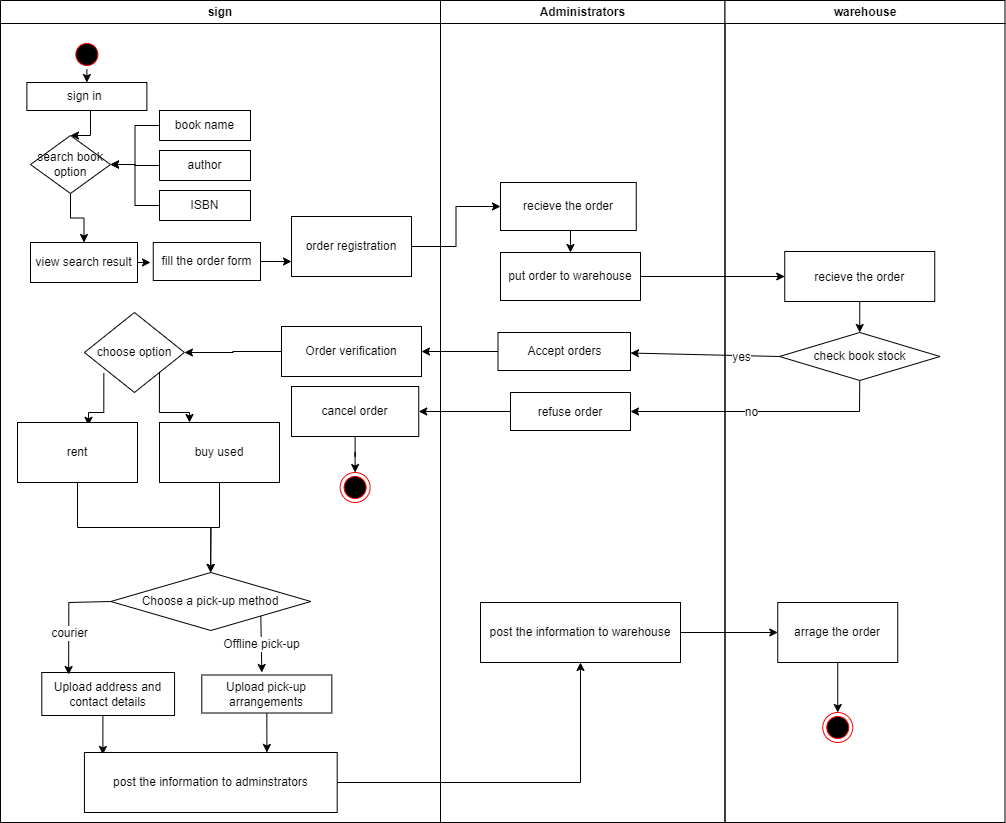 sign
Administrators
warehouse
sign in
book name
search book
option
author
ISBN
view search result
fill the order form
order registration
recieve the order
put order to warehouse
recieve the order
choose option
Order verification
Accept orders
yes
check book stock
cancel order
refuse order
no
rent
buy used
Choose a pick-up method
courier
Offline pick-up
Upload address and
contact details
Upload pick-up
arrangements
post the information to adminstrators
post the information to warehouse
arrage the order